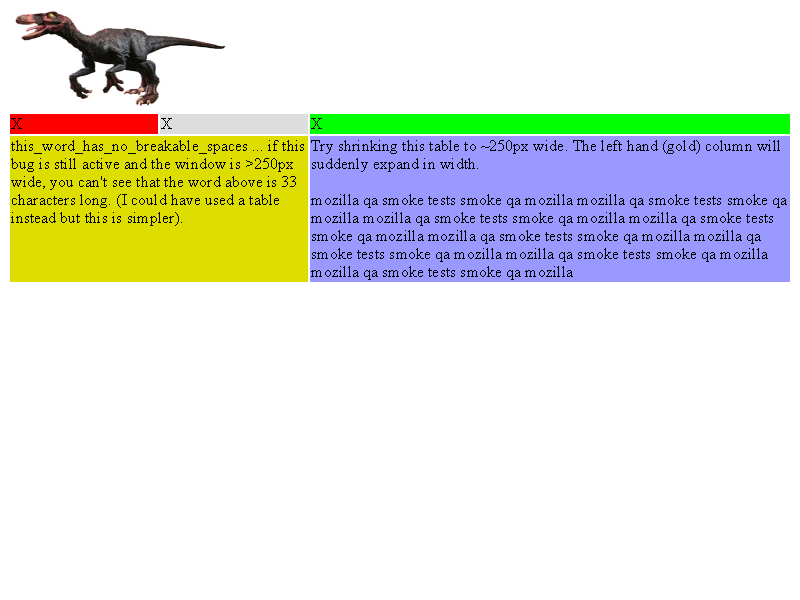 X X X
this_word_has_no_breakable_spaces ... if this
bug is still active and the window is >250px
wide, you can't see that the word above is 33
characters long. (I could have used a table
instead but this is simpler).
Try shrinking this table to ~250px wide. The left hand (gold) column will
suddenly expand in width.
mozilla qa smoke tests smoke qa mozilla mozilla qa smoke tests smoke qa
mozilla mozilla qa smoke tests smoke qa mozilla mozilla qa smoke tests
smoke qa mozilla mozilla qa smoke tests smoke qa mozilla mozilla qa
smoke tests smoke qa mozilla mozilla qa smoke tests smoke qa mozilla
mozilla qa smoke tests smoke qa mozilla